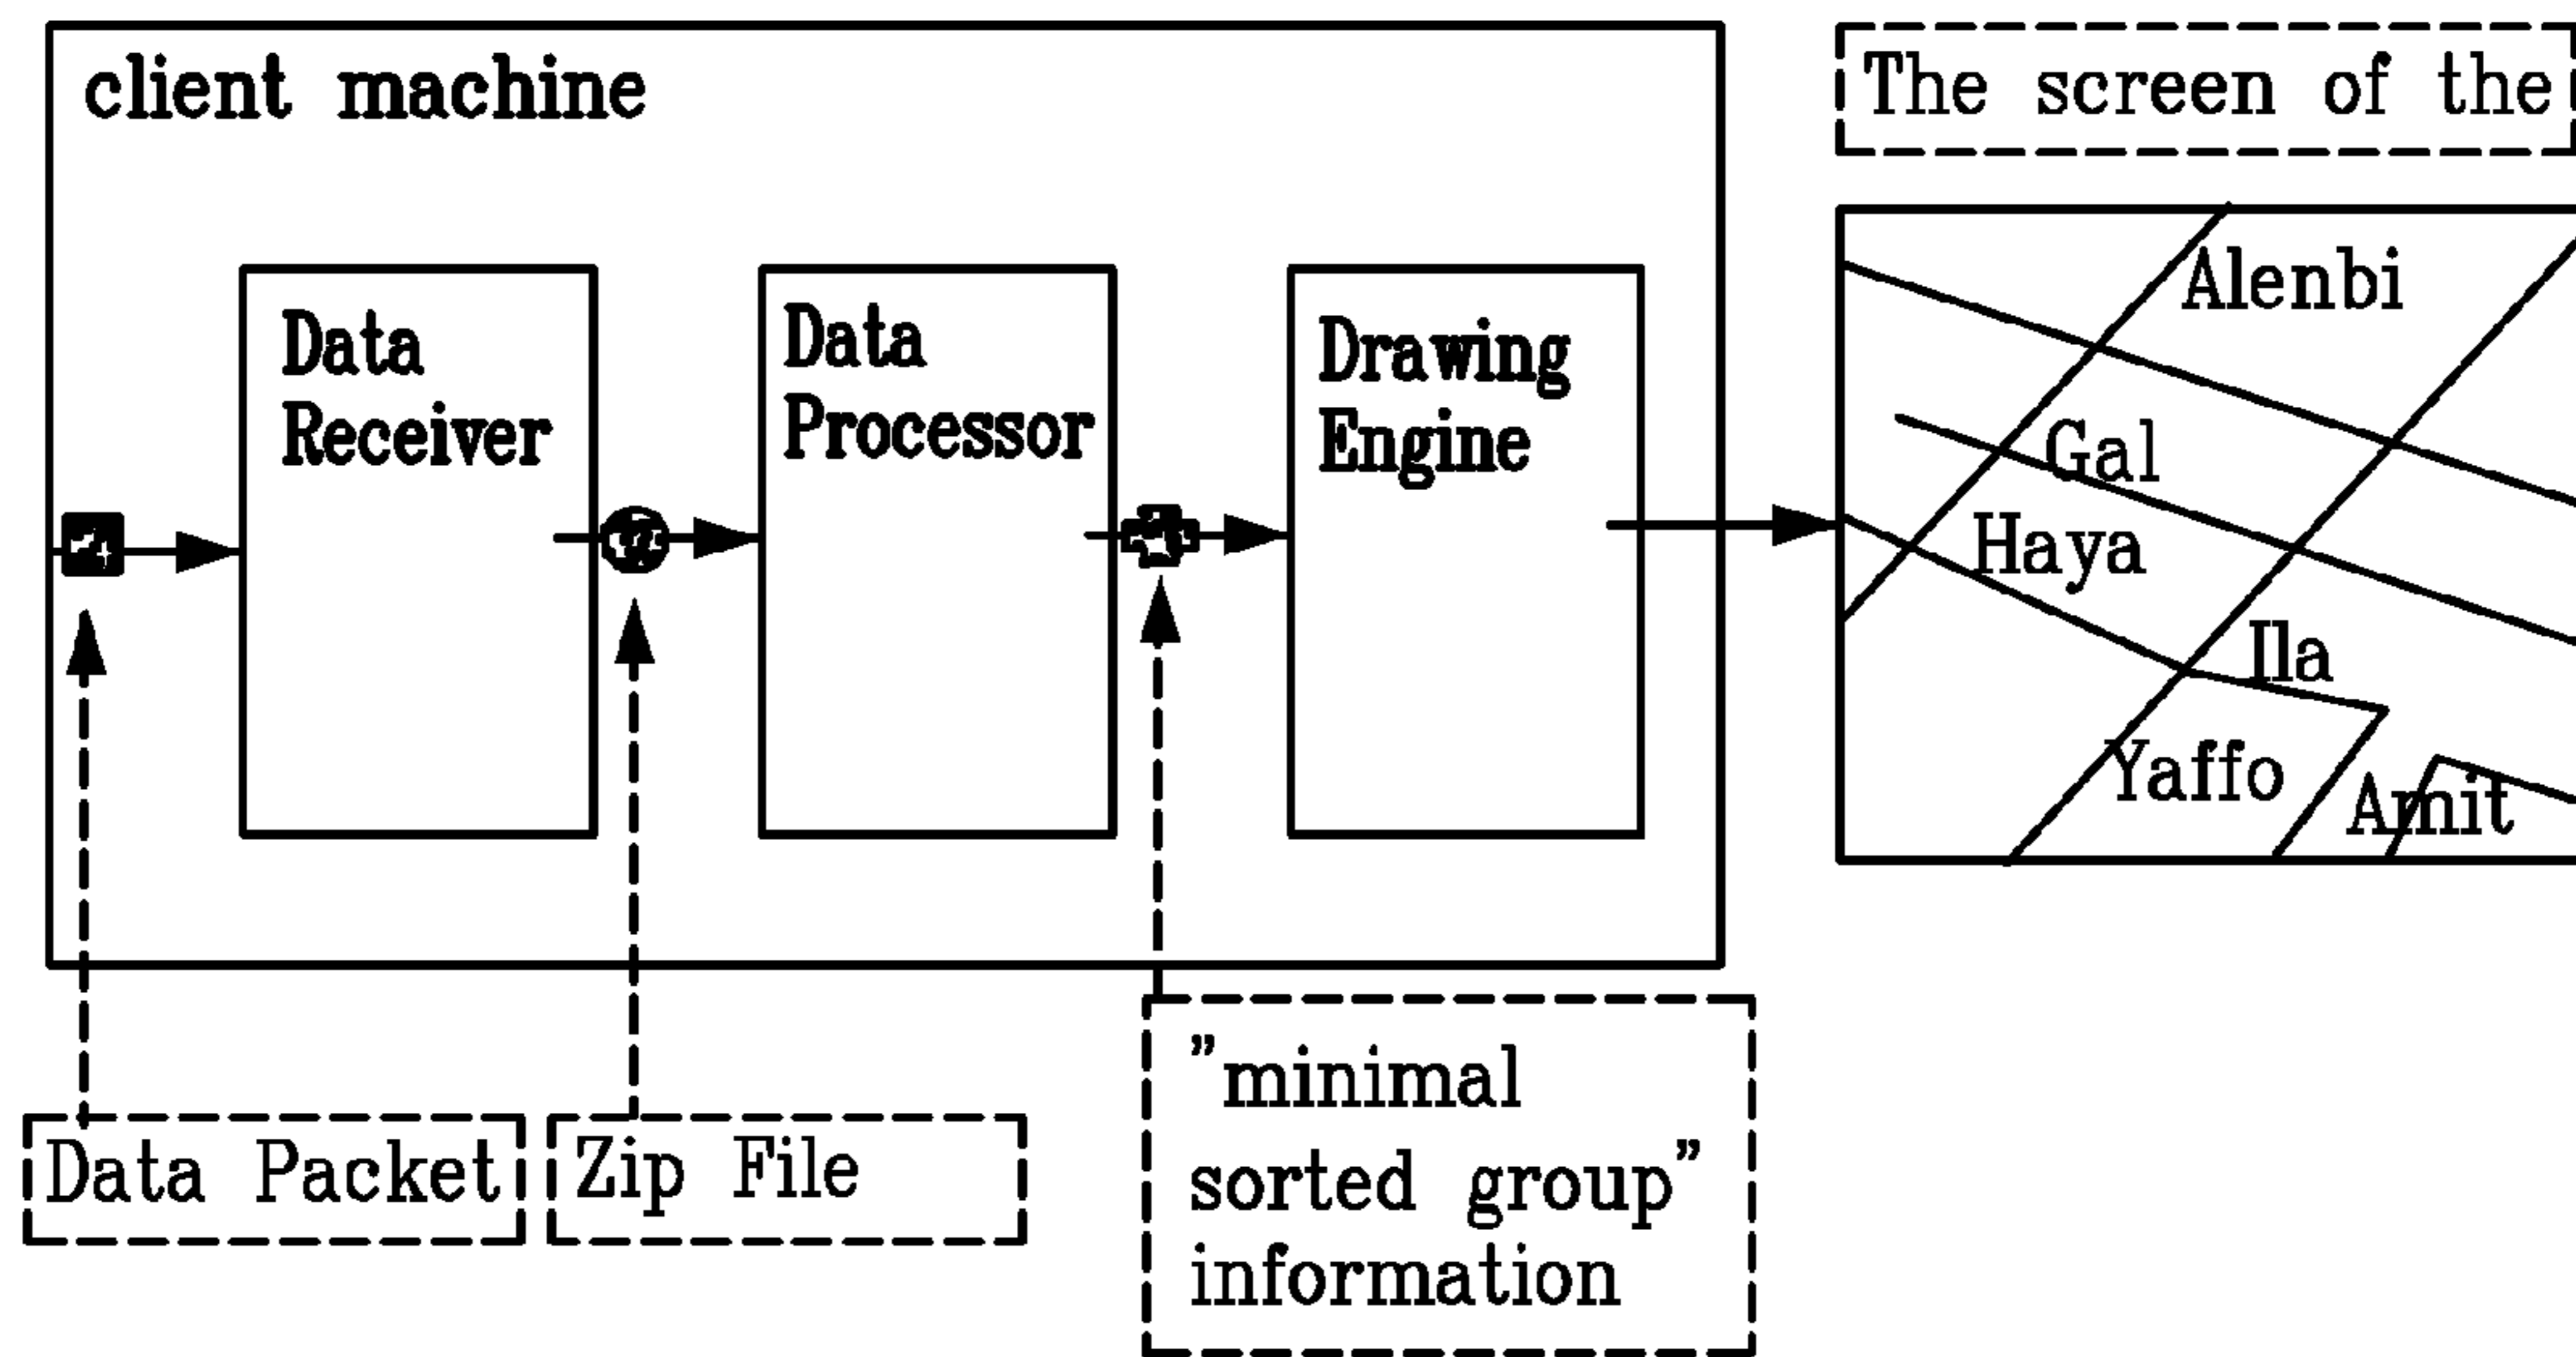 client machine
The screen of the
Data
Receiver
Data
Processor
Drawing
Engine
Alenbi
Gal
Haya
Ila
Yaffo
Amit
Data Packet
Zip File
"minimal
sorted group"
information